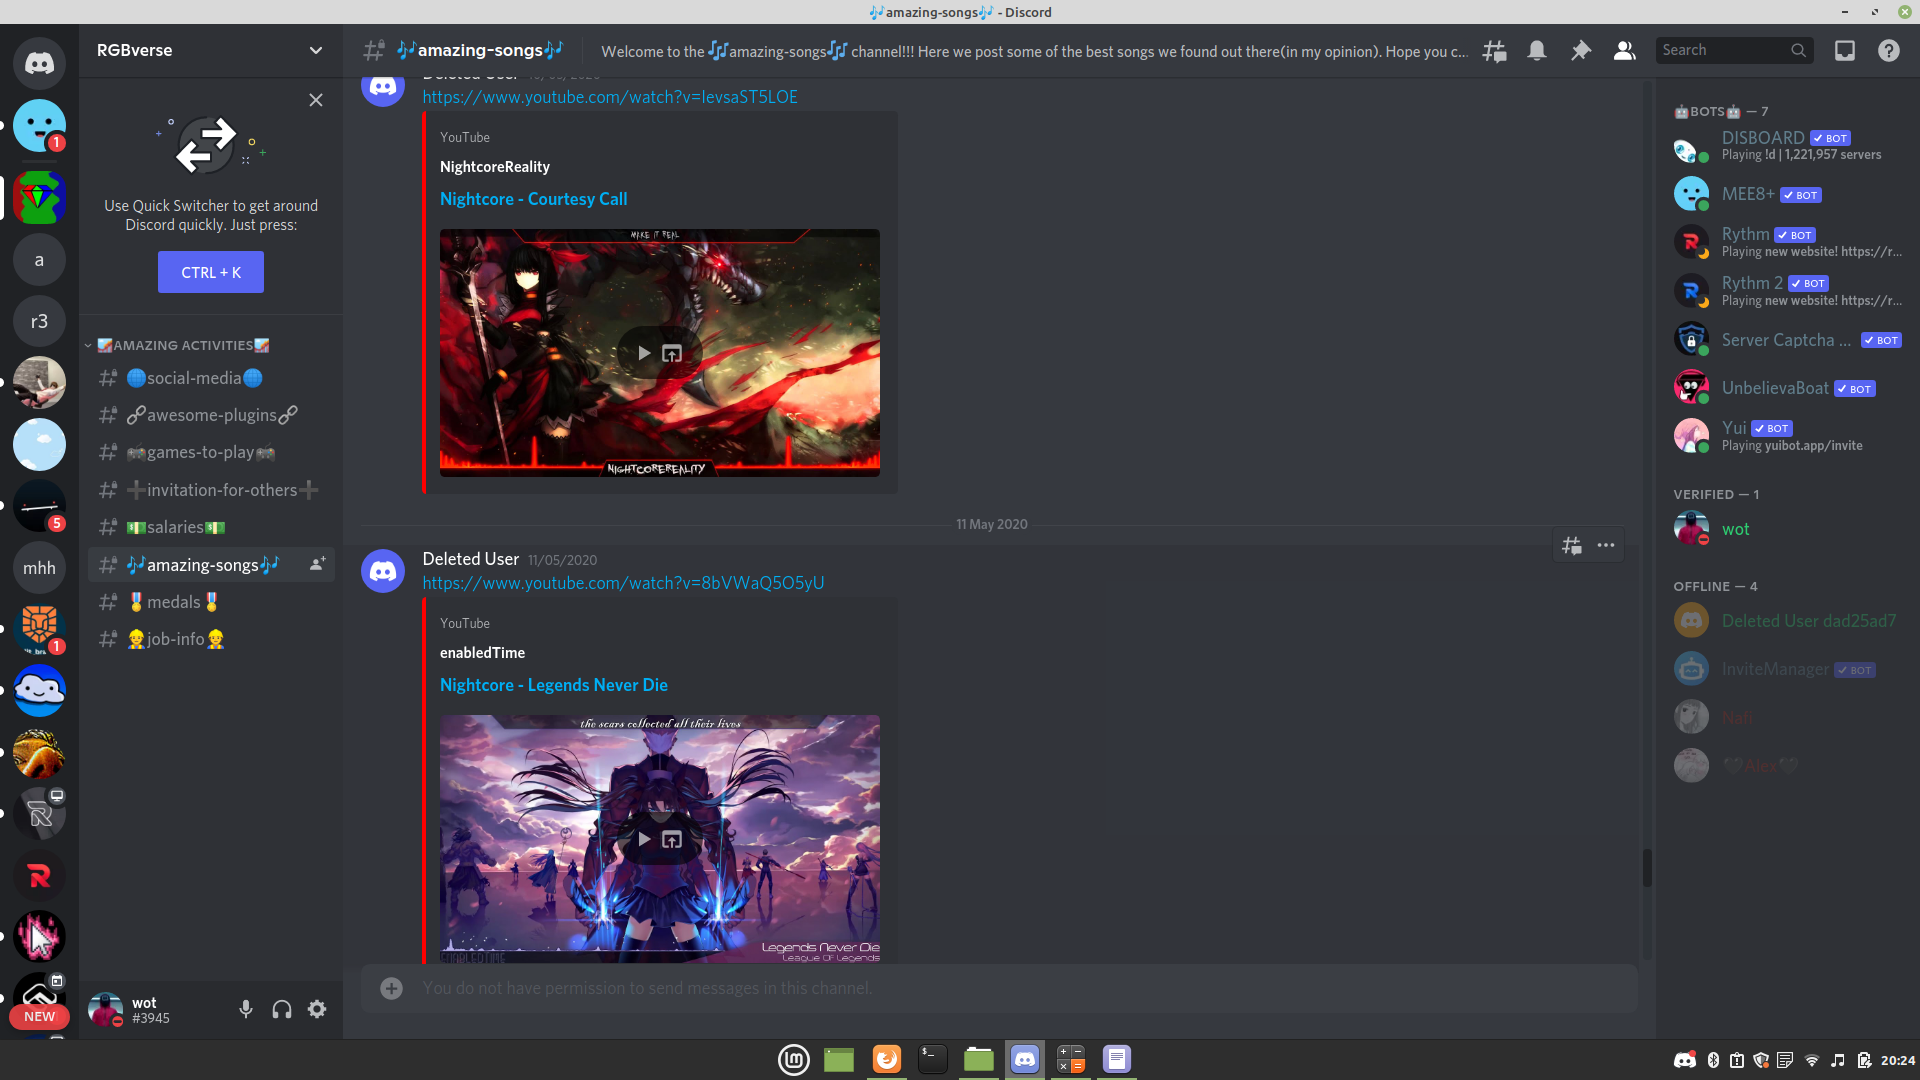 🎶amazing-songs🎶 - Discord
RGBverse
🎶amazing-songs🎶
Welcome to the 🎶amazing-songs🎶 channel!!! Here we post some of the best songs we found out there(in my opinion). Hope you c...
Search
1
a
r3
5
mhh
1
NEW
Use Quick Switcher to get around
Discord quickly. Just press:
CTRL + K
AMAZING ACTIVITIES
🌐social-media🌐
🔗awesome-plugins🔗
🎮games-to-play🎮
➕invitation-for-others➕
💵salaries💵
🎶amazing-songs🎶
🏅medals🏅
👷job-info👷
wot
#3945
https://www.youtube.com/watch?v=IevsaST5LOE
YouTube
NightcoreReality
Nightcore - Courtesy Call
MAKE IT REAL
NIGHTCOREREALITY
11 May 2020
Deleted User 11/05/2020
https://www.youtube.com/watch?v=8bVWaQ5O5yU
YouTube
enabledTime
Nightcore - Legends Never Die
the scars collected all their lives
Legends Never Die
League Of Legends
ENABLEDTIME
You do not have permission to send messages in this channel.
🤖BOTS🤖 — 7
DISBOARD ✓ BOT
Playing !d | 1,221,957 servers
MEE8+ ✓ BOT
Rythm ✓ BOT
Playing new website! https://r...
Rythm 2 ✓ BOT
Playing new website! https://r...
Server Captcha ... ✓ BOT
UnbelievaBoat ✓ BOT
Yui ✓ BOT
Playing yuibot.app/invite
VERIFIED — 1
wot
OFFLINE — 4
Deleted User dad25ad7
InviteManager ✓ BOT
Nafi
🖤Alex🖤
20:24